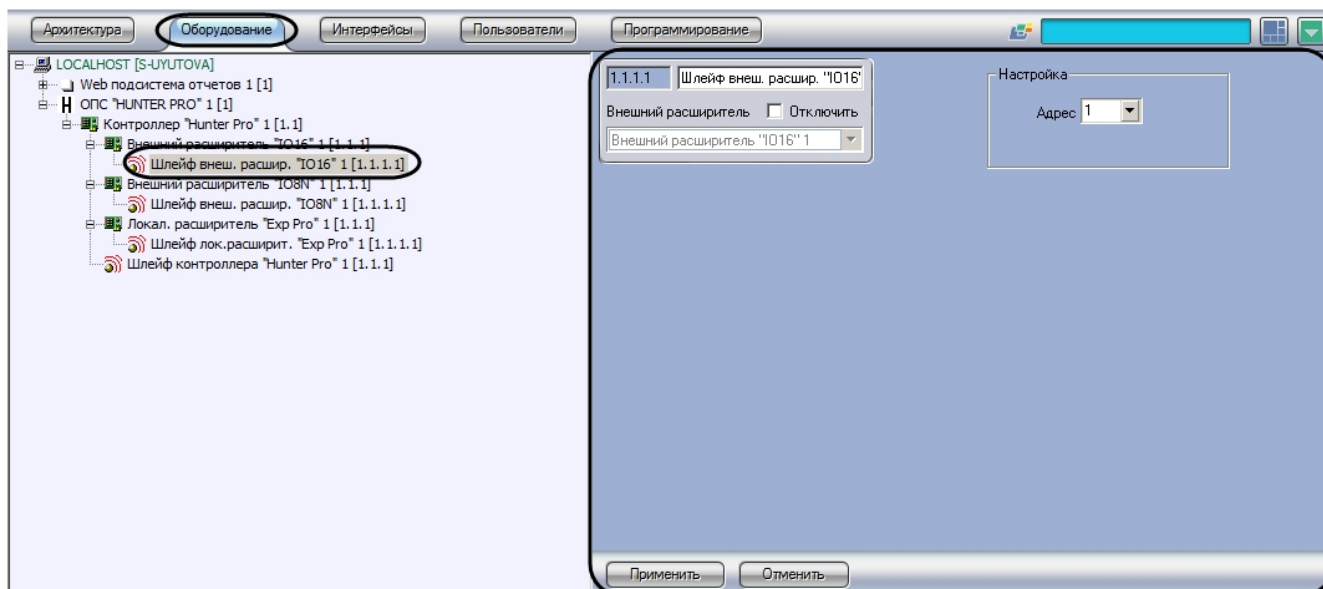 Архитектура Оборудование Интерфейсы Пользователи Программирование
LOCALHOST [S-UYUTOVA]
Web подсистема отчетов 1 [1]
ОПС "HUNTER PRO" 1 [1]
Контроллер "Hunter Pro" 1 [1.1]
Внешний расширитель "IO16" 1 [1.1.1]
Шлейф внеш. расшир. "IO16" 1 [1.1.1.1]
Внешний расширитель "IO8N" 1 [1.1.1]
Шлейф внеш. расшир. "IO8N" 1 [1.1.1.1]
Локал. расширитель "Exp Pro" 1 [1.1.1]
Шлейф лок.расширит. "Exp Pro" 1 [1.1.1.1]
Шлейф контроллера "Hunter Pro" 1 [1.1.1]
1.1.1.1 Шлейф внеш. расшир. "IO16"
Внешний расширитель Отключить
Внешний расширитель "IO16" 1
Настройка
Адрес 1
Применить Отменить